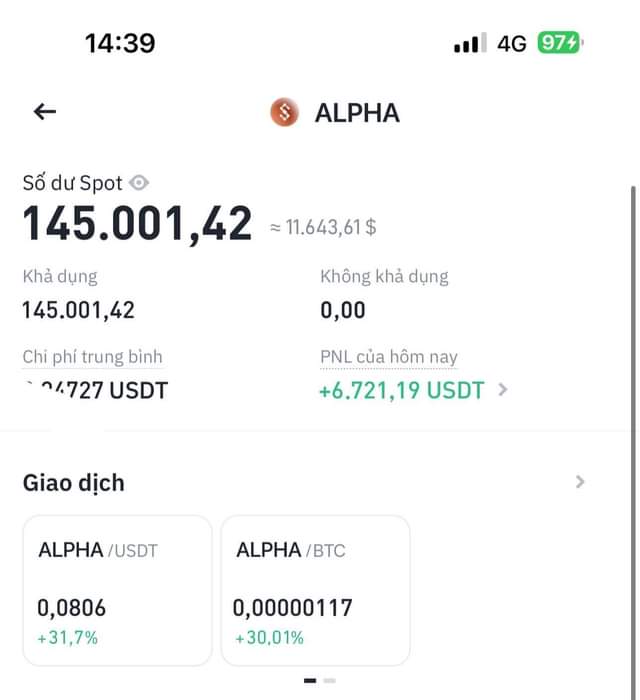 14:39 4G 97
ALPHA
Số dư Spot
145.001,42 ≈ 11.643,61 $
Khả dụng Không khả dụng
145.001,42 0,00
Chi phí trung bình PNL của hôm nay
USDT +6.721,19 USDT
Giao dịch
ALPHA /USDT ALPHA /BTC
0,0806 0,00000117
+31,7% +30,01%